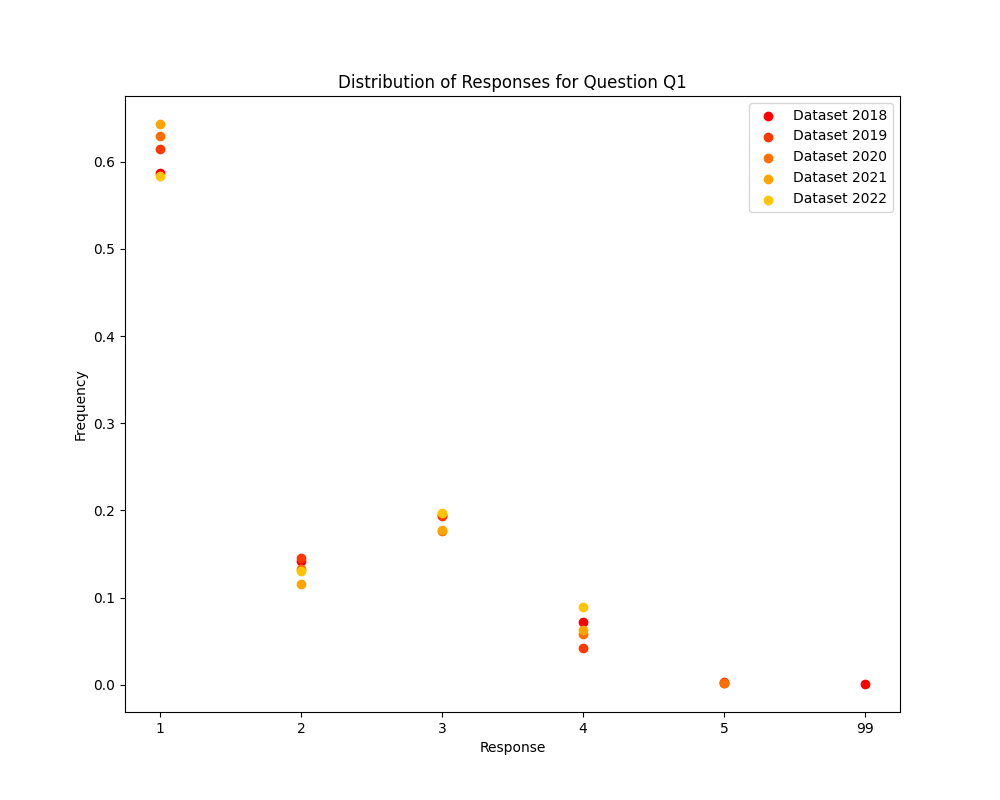 Distribution of Responses for Question Q1
Dataset 2018
Dataset 2019
Dataset 2020
Dataset 2021
Dataset 2022
0.6
0.5
0.4
0.3
0.2
0.1
0.0
Frequency
1 2 3 4 5 99
Response